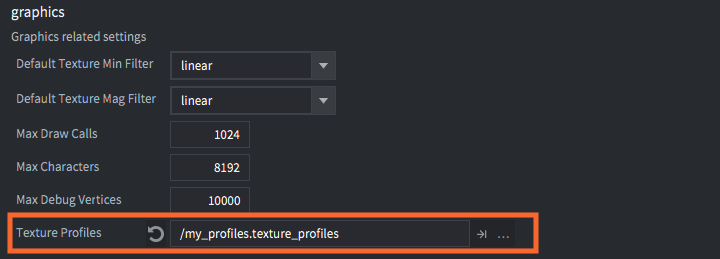 graphics
Graphics related settings
Default Texture Min Filter linear
Default Texture Mag Filter linear
Max Draw Calls 1024
Max Characters 8192
Max Debug Vertices 10000
Texture Profiles /my_profiles.texture_profiles ...